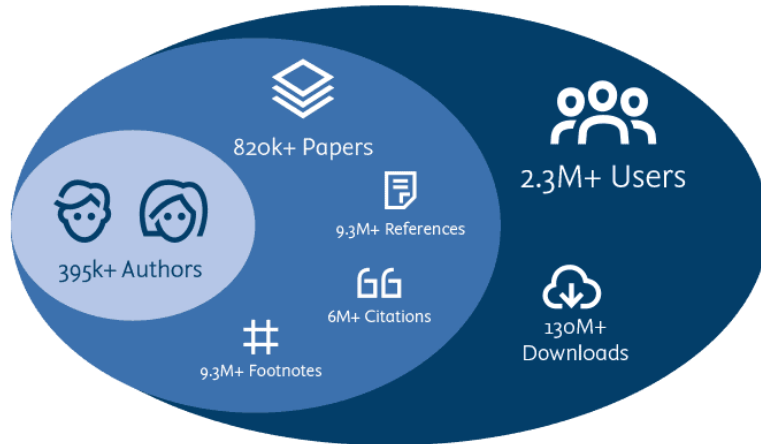 820k+ Papers
2.3M+ Users
9.3M+ References
395k+ Authors
6M+ Citations
130M+
Downloads
9.3M+ Footnotes